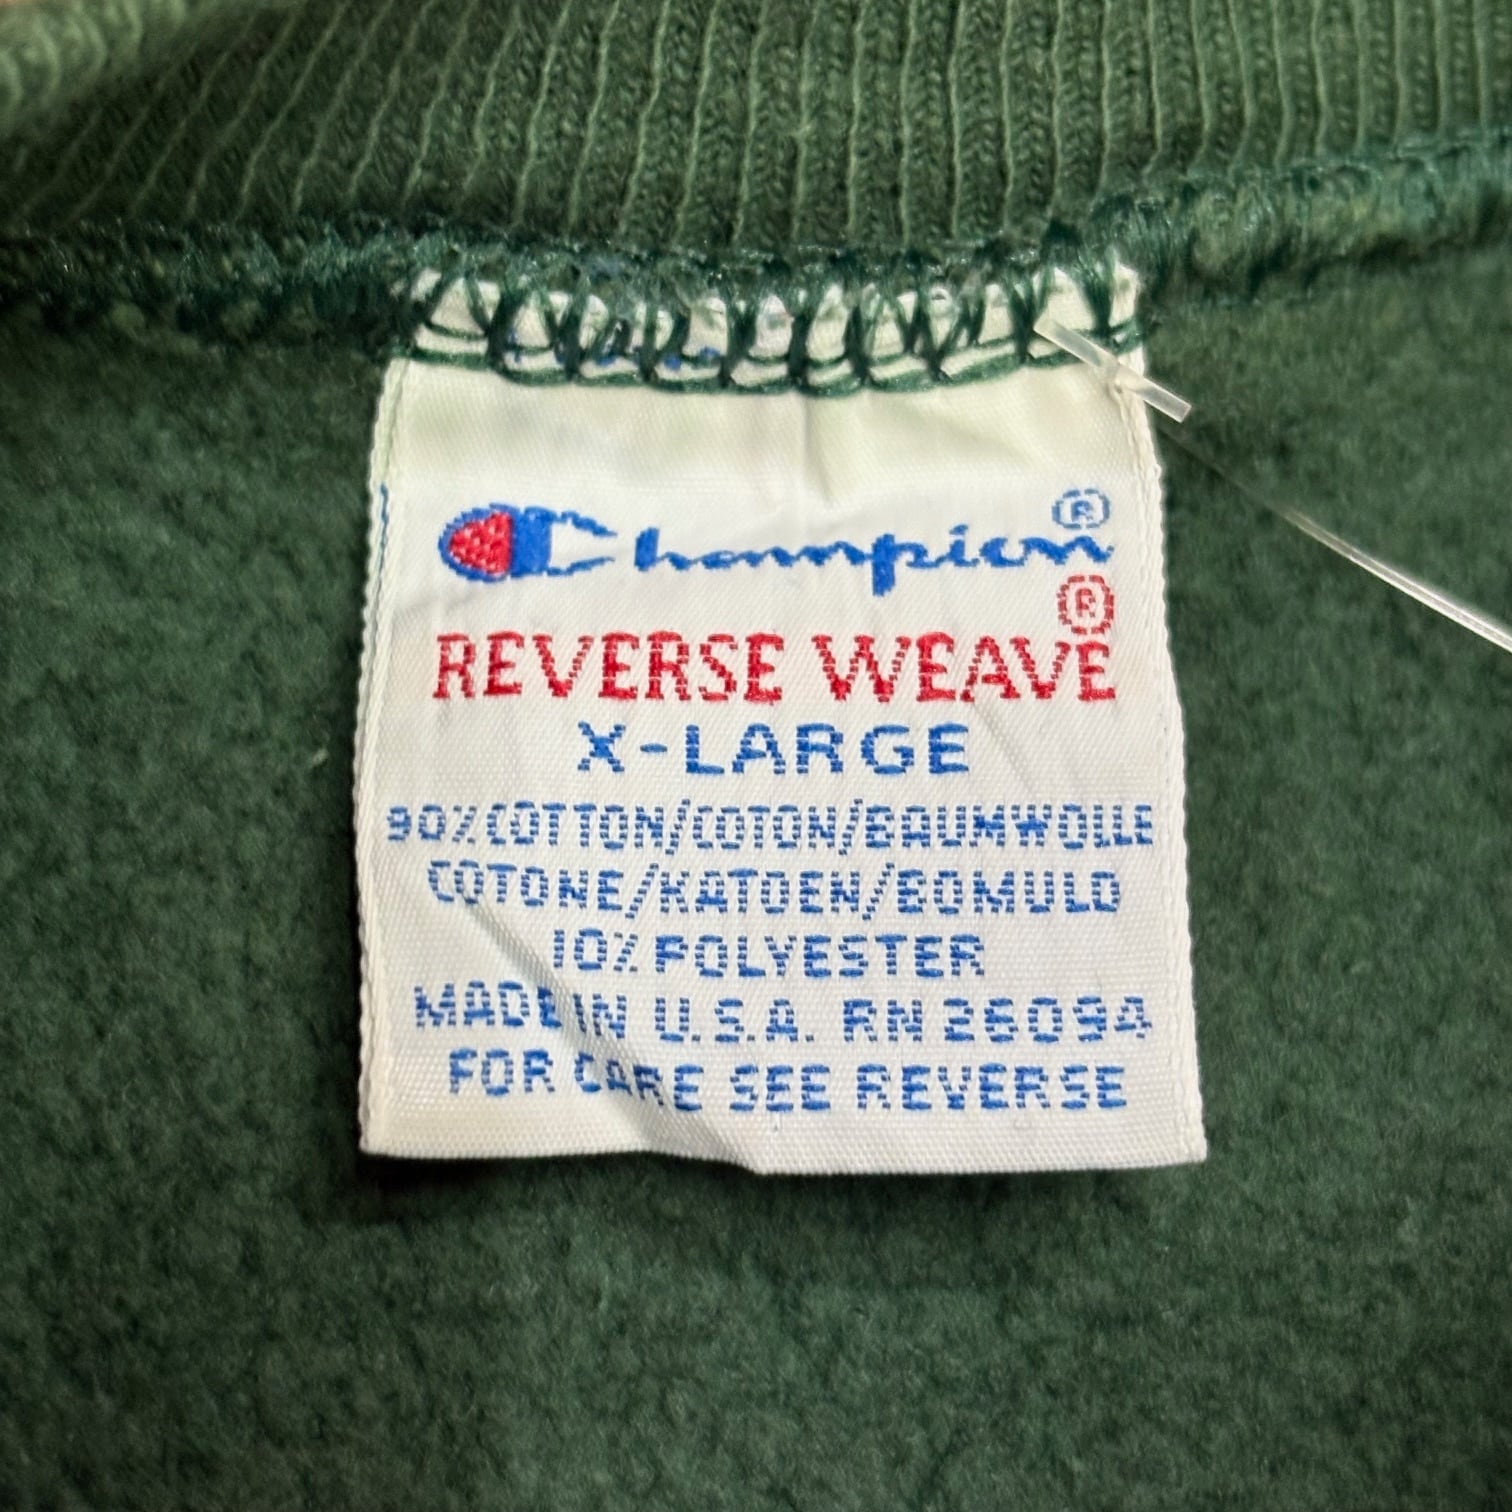 Champion®
REVERSE WEAVE®
X-LARGE
90% COTTON/COTON/BAUMWOLLE
COTONE/KATOEN/BOMULD
10% POLYESTER
MADE IN U.S.A. RN 26094
FOR CARE SEE REVERSE